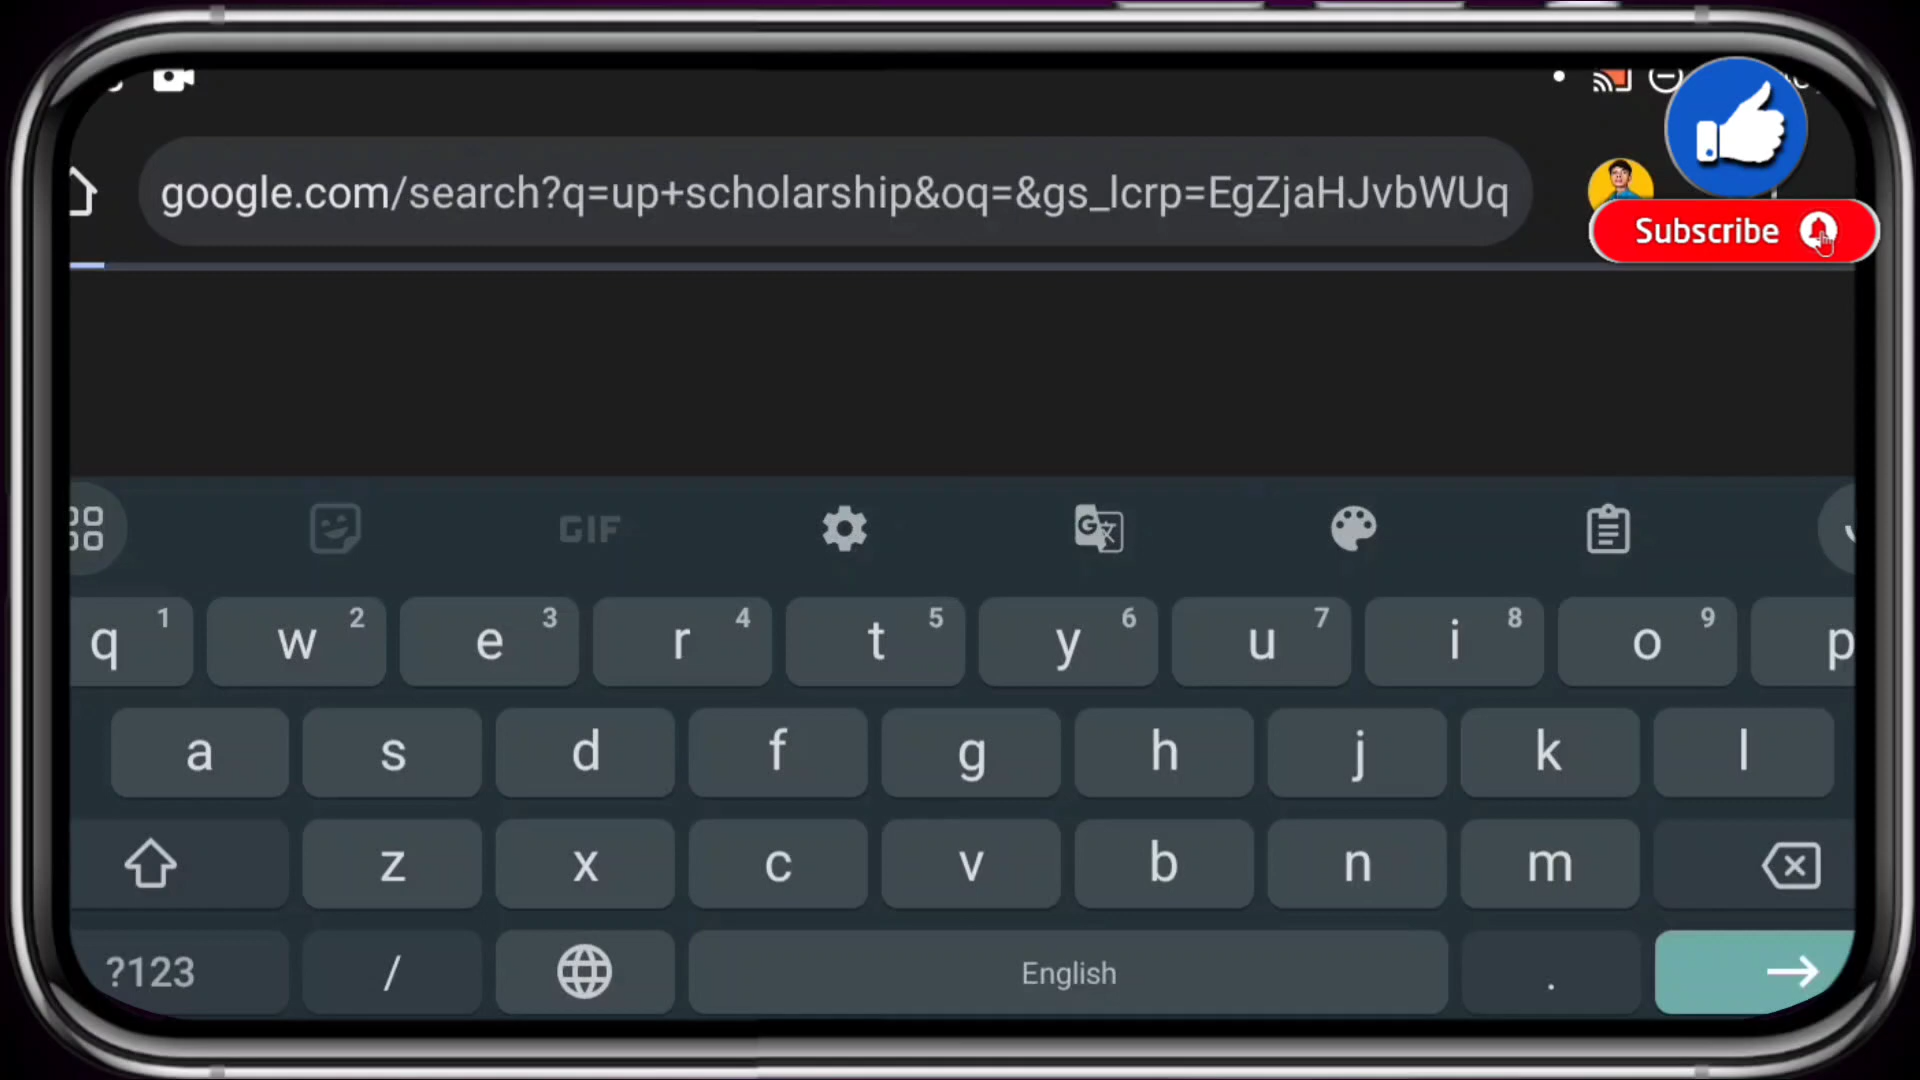 google.com/search?q=up+scholarship&oq=&gs_lcrp=EgZjaHJvbWUq
Subscribe
GIF
G
q 1 w 2 e 3 r 4 t 5 y 6 u 7 i 8 o 9 p
a s d f g h j k l
z x c v b n m
?123 / English .